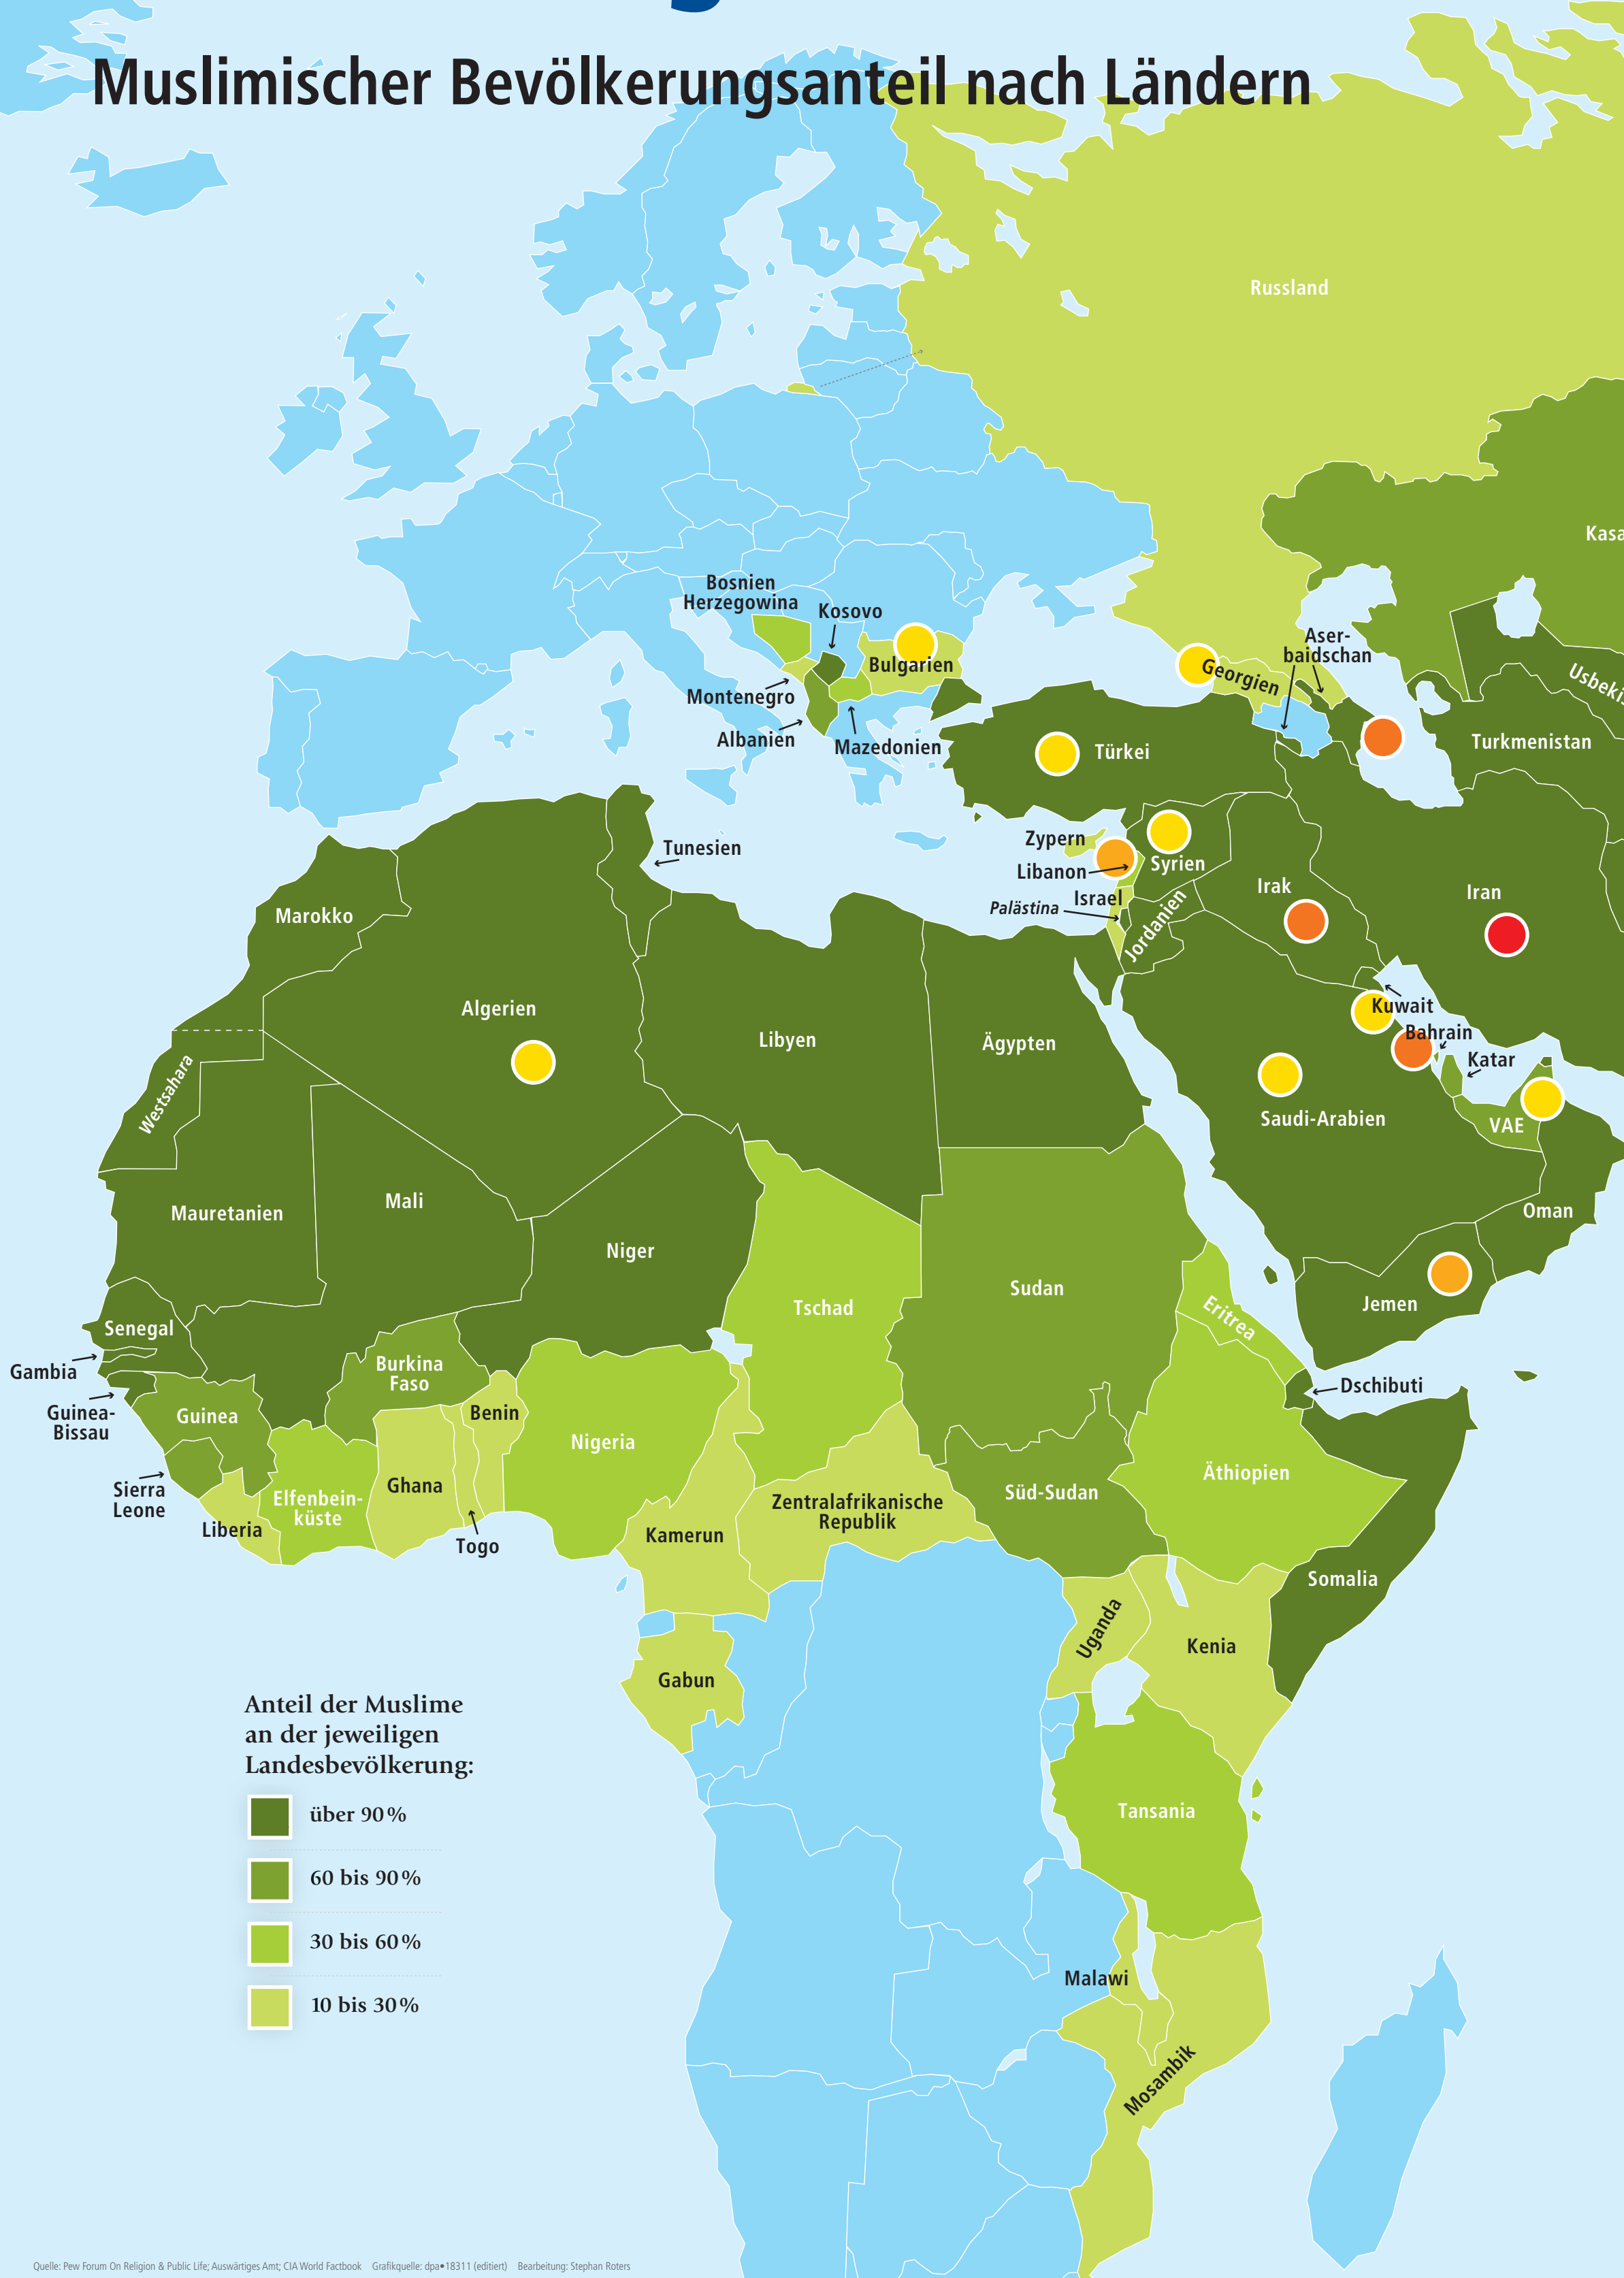 Muslimischer Bevölkerungsanteil nach Ländern
Russland
Kasa
Bosnien
Herzegowina
Kosovo
Bulgarien
Montenegro
Albanien
Mazedonien
Georgien
Aser-
baidschan
Usbekis
Turkmenistan
Türkei
Zypern
Libanon
Syrien
Israel
Palästina
Jordanien
Irak
Iran
Kuwait
Bahrain
Katar
VAE
Saudi-Arabien
Oman
Jemen
Tunesien
Marokko
Algerien
Libyen
Ägypten
Westsahara
Mauretanien
Mali
Niger
Tschad
Sudan
Eritrea
Dschibuti
Senegal
Gambia
Guinea-
Bissau
Guinea
Sierra
Leone
Liberia
Burkina
Faso
Elfenbein-
küste
Ghana
Togo
Benin
Nigeria
Kamerun
Zentralafrikanische
Republik
Süd-Sudan
Äthiopien
Somalia
Uganda
Kenia
Gabun
Tansania
Malawi
Mosambik
Anteil der Muslime
an der jeweiligen
Landesbevölkerung:
über 90 %
60 bis 90 %
30 bis 60 %
10 bis 30 %
Quelle: Pew Forum On Religion & Public Life; Auswärtiges Amt; CIA World Factbook Grafikquelle: dpa•18311 (editiert) Bearbeitung: Stephan Roters